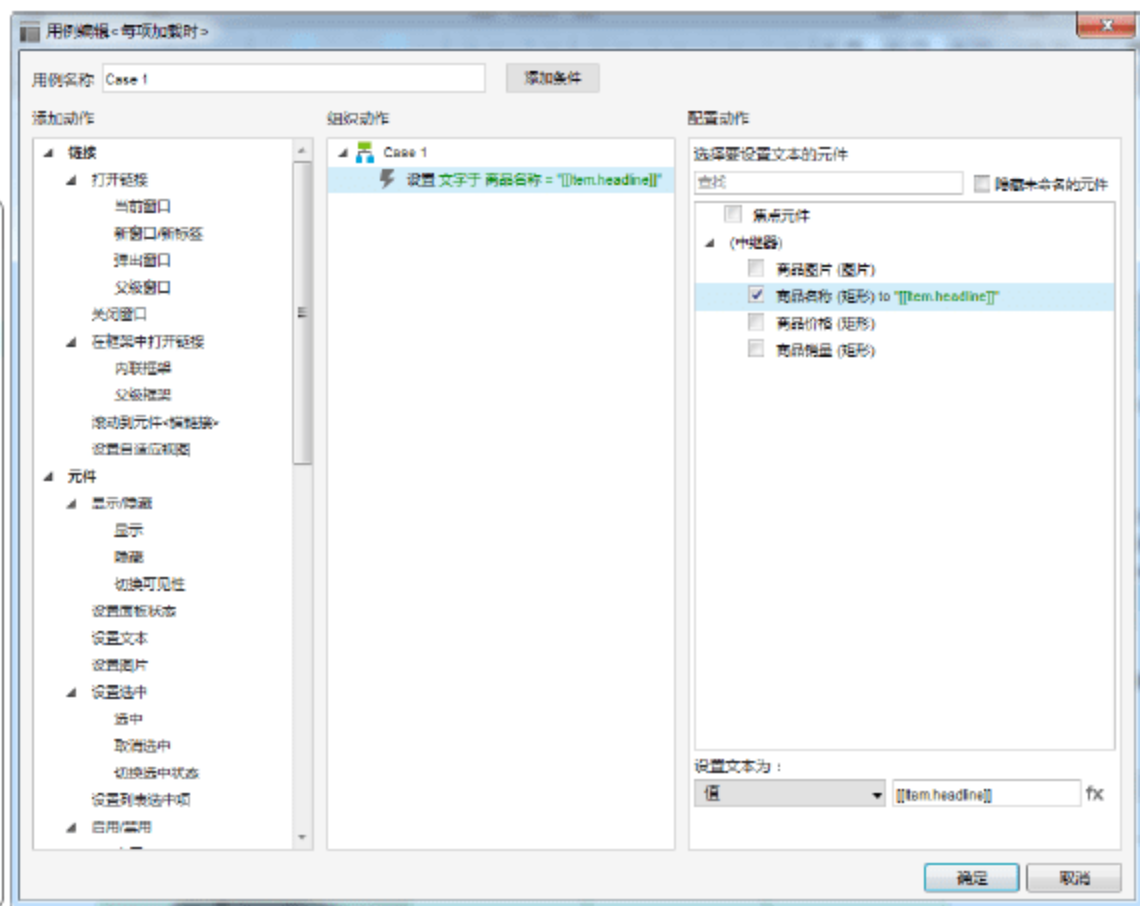 用例编辑<每项加载时>
用例名称 Case 1 添加条件
添加动作
链接
打开链接
当前窗口
新窗口/新标签
弹出窗口
父级窗口
关闭窗口
在框架中打开链接
内联框架
父级框架
滚动到元件<锚链接>
设置自适应视图
元件
显示/隐藏
显示
隐藏
切换可见性
设置面板状态
设置文本
设置图片
设置选中
选中
取消选中
切换选中状态
设置列表选中项
启用/禁用
组织动作
Case 1
设置 文字于 商品名称 = "[[Item.headline]]"
配置动作
选择要设置文本的元件
查找 隐藏未命名的元件
焦点元件
(中继器)
商品图片 (图片)
商品名称 (矩形) to "[[Item.headline]]"
商品价格 (矩形)
商品销量 (矩形)
设置文本为：
值 [[Item.headline]] fx
确定 取消